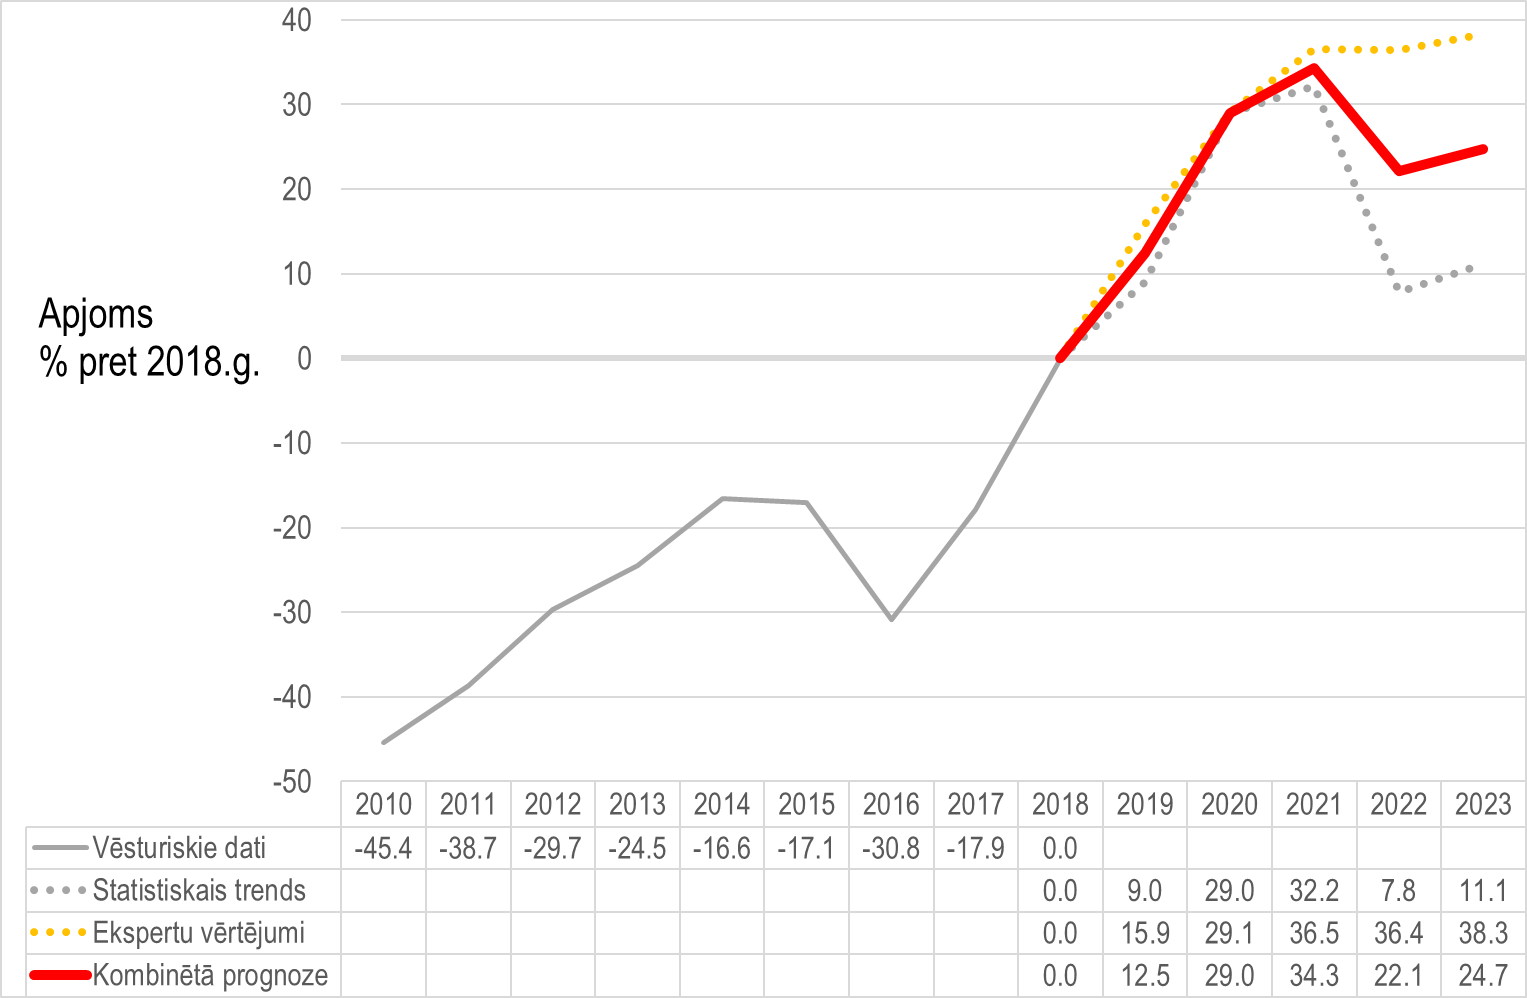 40
30
20
10
0
-10
-20
-30
-40
-50
Apjoms
% pret 2018.g.
2010 2011 2012 2013 2014 2015 2016 2017 2018 2019 2020 2021 2022 2023
Vēsturiskie dati -45.4 -38.7 -29.7 -24.5 -16.6 -17.1 -30.8 -17.9 0.0
Statistiskais trends 0.0 9.0 29.0 32.2 7.8 11.1
Ekspertu vērtējumi 0.0 15.9 29.1 36.5 36.4 38.3
Kombinētā prognoze 0.0 12.5 29.0 34.3 22.1 24.7